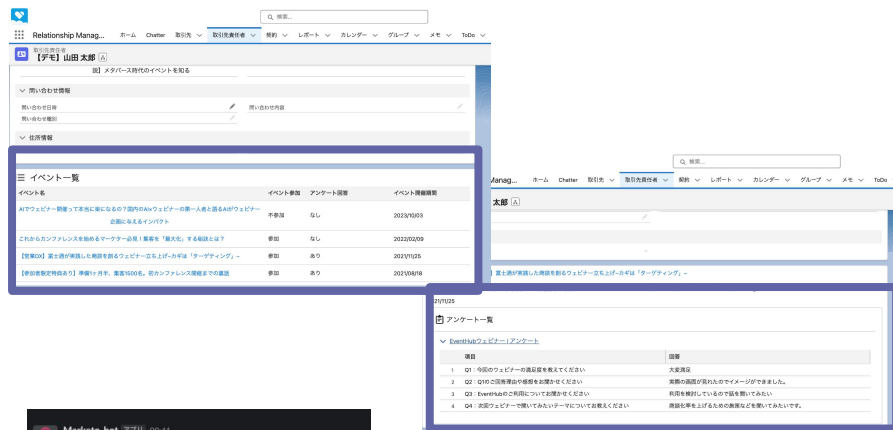 検索...
Relationship Manag... ホーム Chatter 取引先 取引先責任者 契約 レポート カレンダー グループ メモ ToDo
取引先責任者
【デモ】山田 太郎
説】メタバース時代のイベントを知る
問い合わせ情報
問い合わせ日時 問い合わせ内容
問い合わせ種別
住所情報
イベント一覧
イベント名 イベント参加 アンケート回答 イベント開催期間
AIでウェビナー開催って本当に楽になるの？国内のAI×ウェビナーの第一人者と語るAIがウェビナー
企画に与えるインパクト
不参加 なし 2023/10/03
これからカンファレンスを始めるマーケター必見！集客を「最大化」する秘訣とは？ 参加 なし 2022/02/09
【営業DX】富士通が実践した商談を創るウェビナー立ち上げ−カギは「ターゲティング」− 参加 あり 2021/11/25
【参加者限定特典あり】準備1ヶ月半、集客1500名。初カンファレンス開催までの裏話 参加 あり 2021/08/18
検索...
Manag... ホーム Chatter 取引先 取引先責任者 契約 レポート カレンダー グループ メモ ToDo
太郎
】富士通が実践した商談を創るウェビナー立ち上げ−カギは「ターゲティング」−
21/11/25
アンケート一覧
EventHubウェビナー | アンケート
項目 回答
1 Q1：今回のウェビナーの満足度を教えてください 大変満足
2 Q2：Q1のご回答理由や感想をお聞かせください 実際の画面が見れたのでイメージができました。
3 Q3：EventHubのご利用についてお聞かせください 利用を検討しているので話を聞いてみたい
4 Q4：次回ウェビナーで聞いてみたいテーマについてお教えください 商談化率を上げるための施策などを聞いてみたいです。